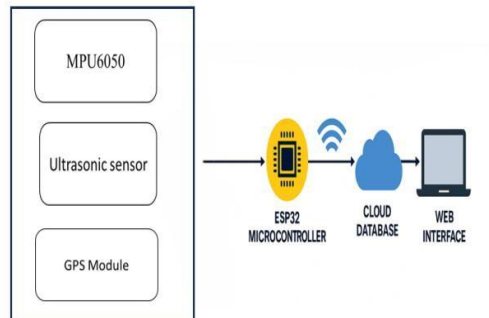 MPU6050
Ultrasonic sensor
GPS Module
ESP32
MICROCONTROLLER
CLOUD
DATABASE
WEB
INTERFACE